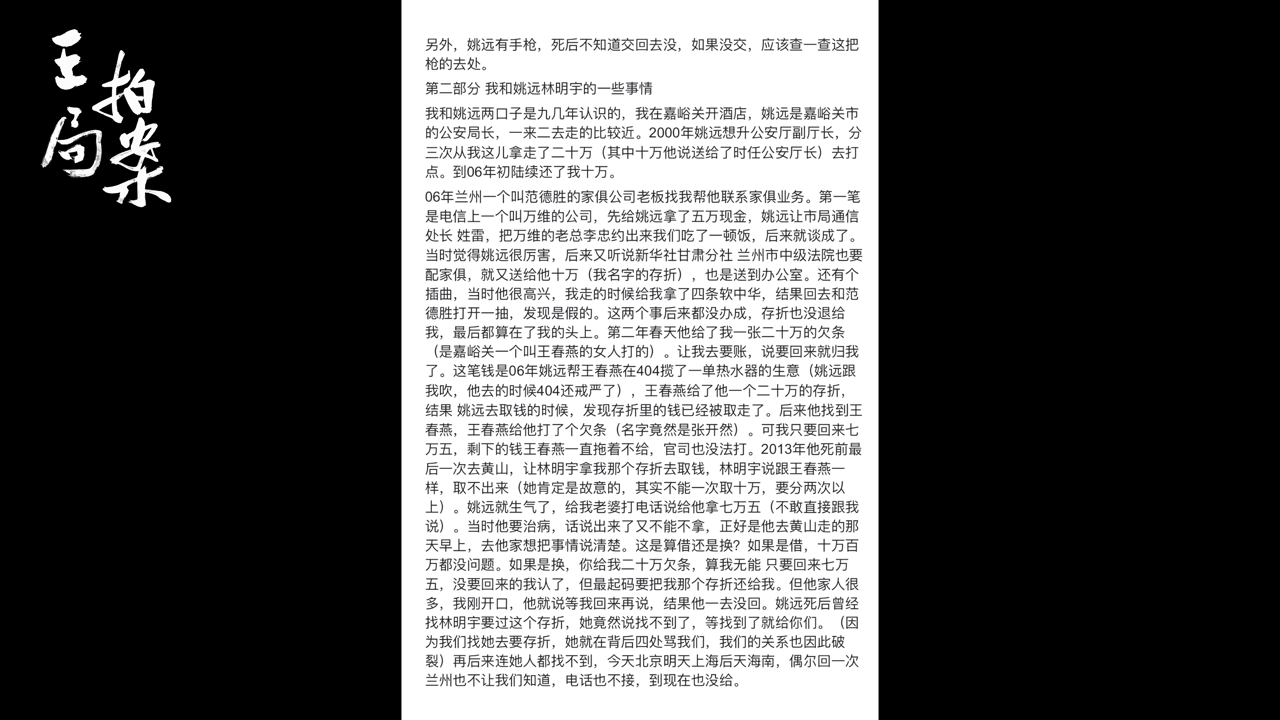 王局
拍案
另外，姚远有手枪，死后不知道交回去没，如果没交，应该查一查这把
枪的去处。
第二部分 我和姚远林明宇的一些事情
我和姚远两口子是九几年认识的，我在嘉峪关开酒店，姚远是嘉峪关市
的公安局长，一来二去走的比较近。2000年姚远想升公安厅副厅长，分
三次从我这儿拿走了二十万（其中十万他说送给了时任公安厅长）去打
点。到06年初陆续还了我十万。
06年兰州一个叫范德胜的家俱公司老板找我帮他联系家俱业务。第一笔
是电信上一个叫万维的公司，先给姚远拿了五万现金，姚远让市局通信
处长 姓雷，把万维的老总李忠约出来我们吃了一顿饭，后来就谈成了。
当时觉得姚远很厉害，后来又听说新华社甘肃分社 兰州市中级法院也要
配家俱，就又送给他十万（我名字的存折），也是送到办公室。还有个
插曲，当时他很高兴，我走的时候给我拿了四条软中华，结果回去和范
德胜打开一抽，发现是假的。这两个事后来都没办成，存折也没退给
我，最后都算在了我的头上。第二年春天他给了我一张二十万的欠条
（是嘉峪关一个叫王春燕的女人打的）。让我去要账，说要回来就归我
了。这笔钱是06年姚远帮王春燕在404揽了一单热水器的生意（姚远跟
我吹，他去的时候404还戒严了），王春燕给了他一个二十万的存折，
结果 姚远去取钱的时候，发现存折里的钱已经被取走了。后来他找到王
春燕，王春燕给他打了个欠条（名字竟然是张开然）。可我只要回来七
万五，剩下的钱王春燕一直拖着不给，官司也没法打。2013年他死前最
后一次去黄山，让林明宇拿我那个存折去取钱，林明宇说跟王春燕一
样，取不出来（她肯定是故意的，其实不能一次取十万，要分两次以
上）。姚远就生气了，给我老婆打电话说给他拿七万五（不敢直接跟我
说）。当时他要治病，话说出来了又不能不拿，正好是他去黄山走的那
天早上，去他家想把事情说清楚。这是算借还是换？如果是借，十万百
万都没问题。如果是换，你给我二十万欠条，算我无能 只要回来七万
五，没要回来的我认了，但最起码要把我那个存折还给我。但他家人很
多，我刚开口，他就说等我回来再说，结果他一去没回。姚远死后曾经
找林明宇要过这个存折，她竟然说找不到了，等找到了就给你们。（因
为我们找她去要存折，她就在背后四处骂我们，我们的关系也因此破
裂）再后来连她人都找不到，今天北京明天上海后天海南，偶尔回一次
兰州也不让我们知道，电话也不接，到现在也没给。